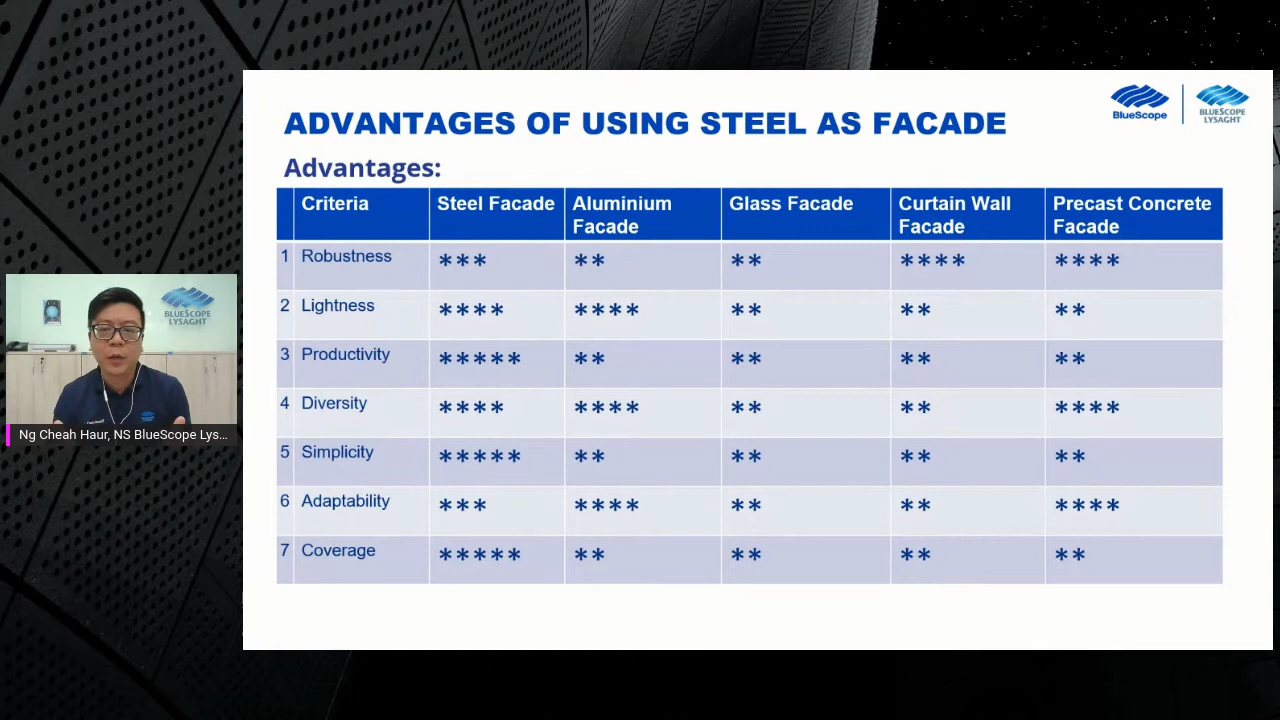 ADVANTAGES OF USING STEEL AS FACADE
BlueScope
BLUESCOPE
LYSAGHT
Advantages:
Criteria Steel Facade Aluminium Facade Glass Facade Curtain Wall Facade Precast Concrete Facade
1 Robustness *** ** ** **** ****
2 Lightness **** **** ** ** **
3 Productivity ***** ** ** ** **
4 Diversity **** **** ** ** ****
5 Simplicity ***** ** ** ** **
6 Adaptability *** **** ** ** ****
7 Coverage ***** ** ** ** **
BLUESCOPE
LYSAGHT
Ng Cheah Haur, NS BlueScope Lys...